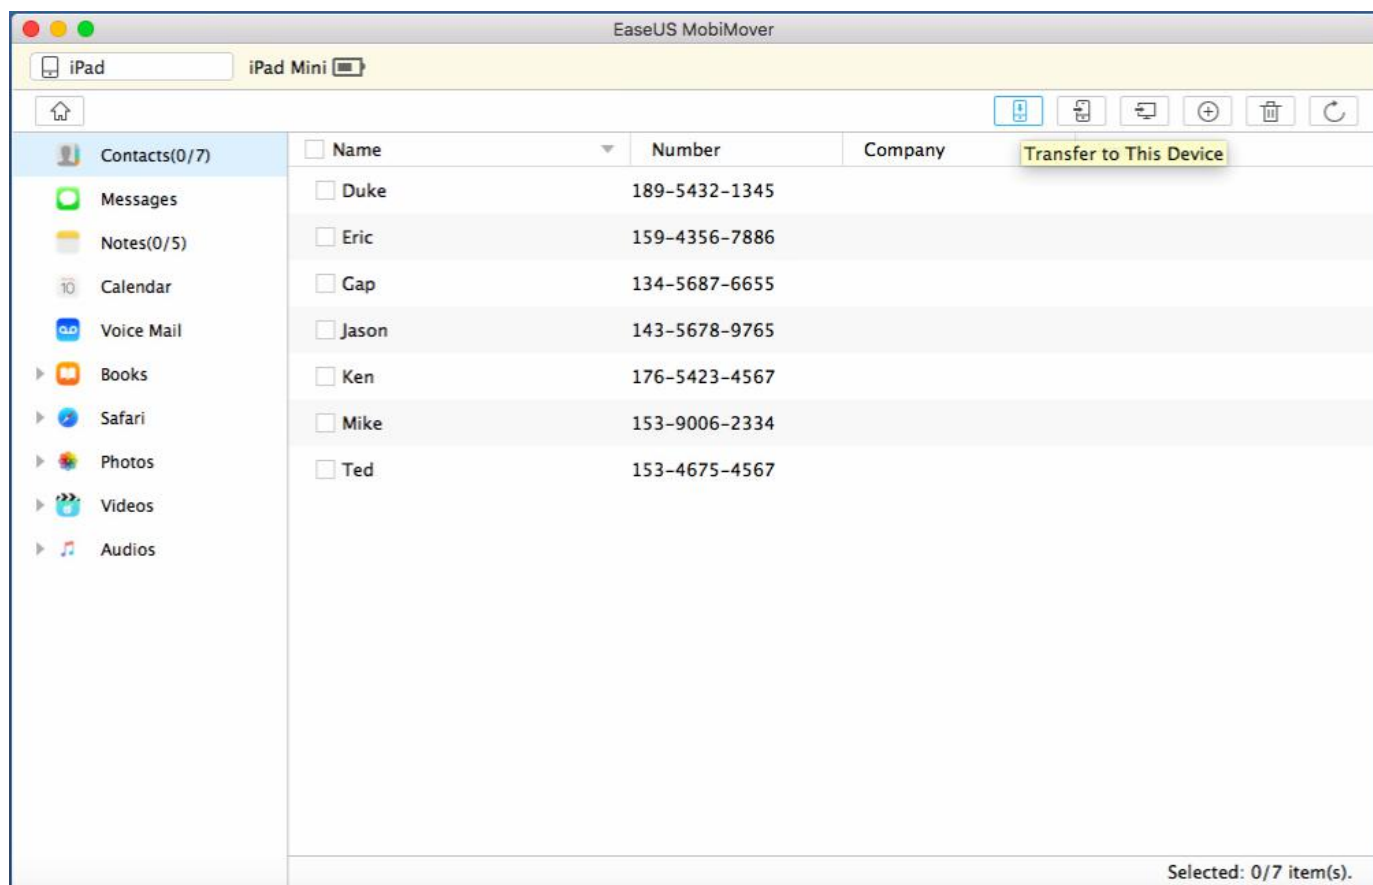 EaseUS MobiMover
iPad
iPad Mini
Transfer to This Device
Contacts(0/7)
Messages
Notes(0/5)
10
Calendar
Voice Mail
Books
Safari
Photos
Videos
Audios
Name Number Company
Duke 189-5432-1345
Eric 159-4356-7886
Gap 134-5687-6655
Jason 143-5678-9765
Ken 176-5423-4567
Mike 153-9006-2334
Ted 153-4675-4567
Selected: 0/7 item(s).